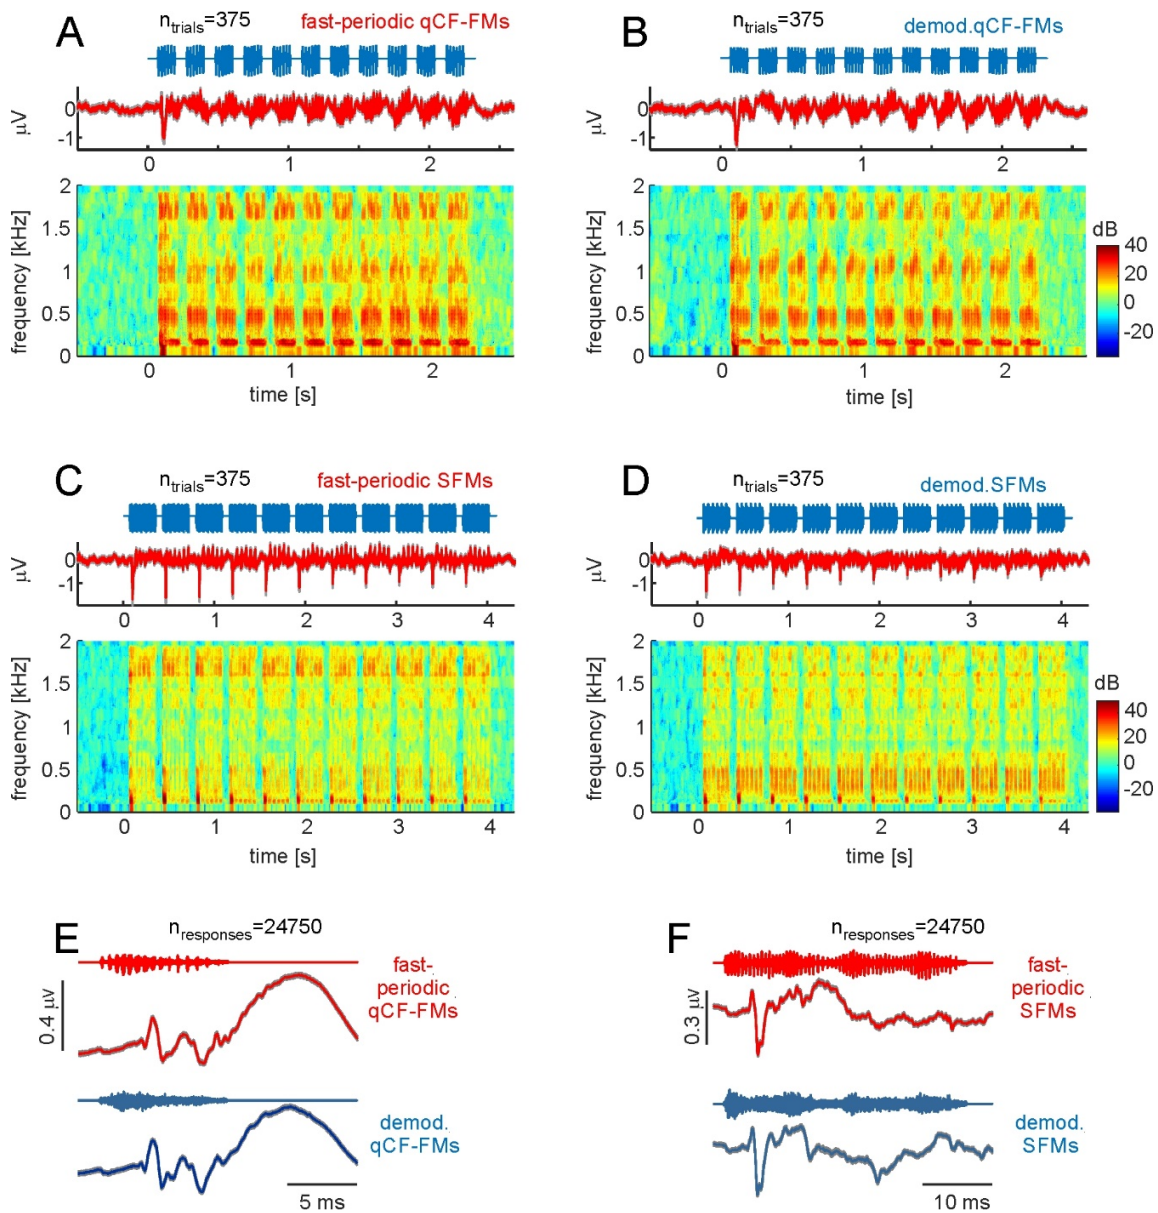 A
n_trials=375
fast-periodic qCF-FMs
μV
0
-1
0 1 2
frequency [kHz]
2
1.5
1
0.5
0
0 1 2
time [s]
B
n_trials=375
demod.qCF-FMs
μV
0
-1
0 1 2
frequency [kHz]
2
1.5
1
0.5
0
0 1 2
time [s]
dB
40
20
0
-20
C
n_trials=375
fast-periodic SFMs
μV
0
-1
0 1 2 3 4
frequency [kHz]
2
1.5
1
0.5
0
0 1 2 3 4
time [s]
D
n_trials=375
demod.SFMs
μV
0
-1
0 1 2 3 4
frequency [kHz]
2
1.5
1
0.5
0
0 1 2 3 4
time [s]
dB
40
20
0
-20
E
n_responses=24750
fast-
periodic
qCF-FMs
0.4 μv
demod.
qCF-FMs
5 ms
F
n_responses=24750
fast-
periodic
SFMs
0.3 μv
demod.
SFMs
10 ms